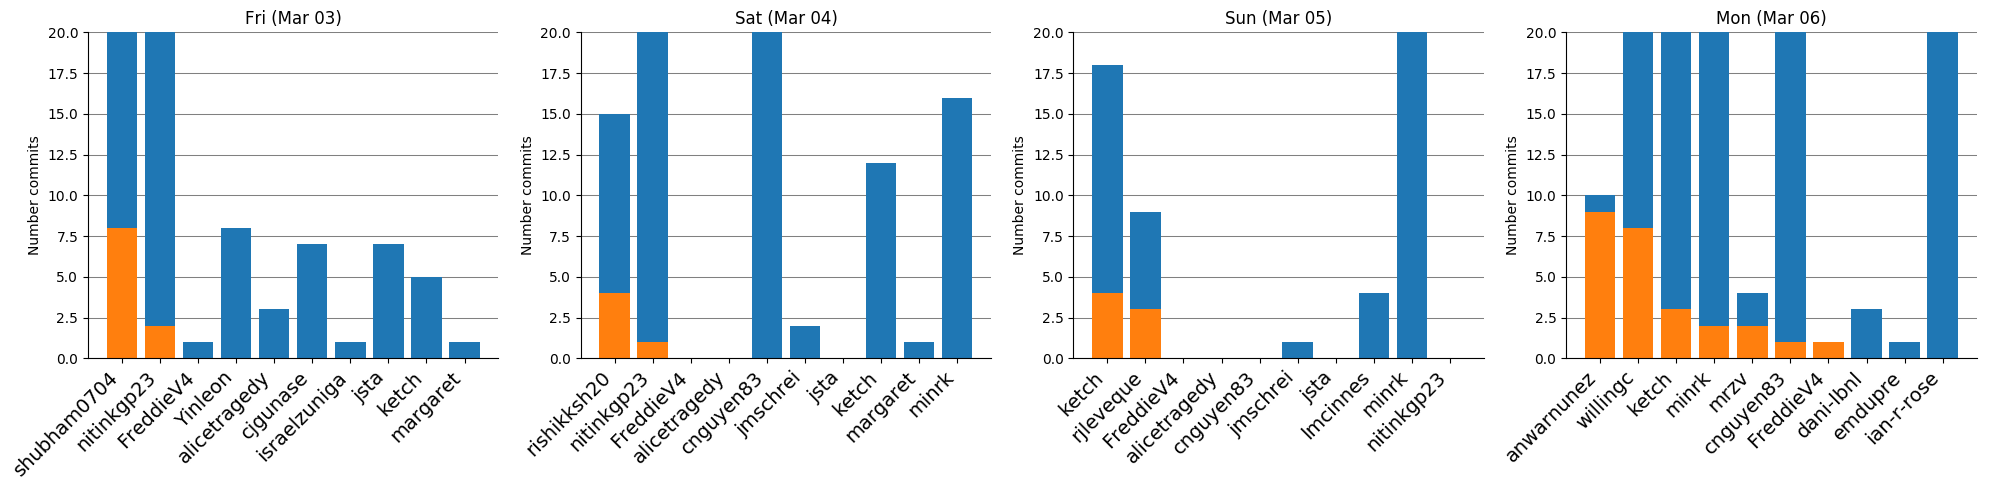 Fri (Mar 03)
Number commits
20.0
17.5
15.0
12.5
10.0
7.5
5.0
2.5
0.0
shubham0704
nitinkgp23
FreddieV4
Yinleon
alicetragedy
cjgunase
israelzuniga
jsta
ketch
margaret
Sat (Mar 04)
Number commits
20.0
17.5
15.0
12.5
10.0
7.5
5.0
2.5
0.0
rishikksh20
nitinkgp23
FreddieV4
alicetragedy
cnguyen83
jmschrei
jsta
ketch
margaret
minrk
Sun (Mar 05)
Number commits
20.0
17.5
15.0
12.5
10.0
7.5
5.0
2.5
0.0
ketch
rjleveque
FreddieV4
alicetragedy
cnguyen83
jmschrei
jsta
lmcinnes
minrk
nitinkgp23
Mon (Mar 06)
Number commits
20.0
17.5
15.0
12.5
10.0
7.5
5.0
2.5
0.0
anwarnunez
willingc
ketch
minrk
mrzv
cnguyen83
FreddieV4
dani-lbnl
emdupre
ian-r-rose